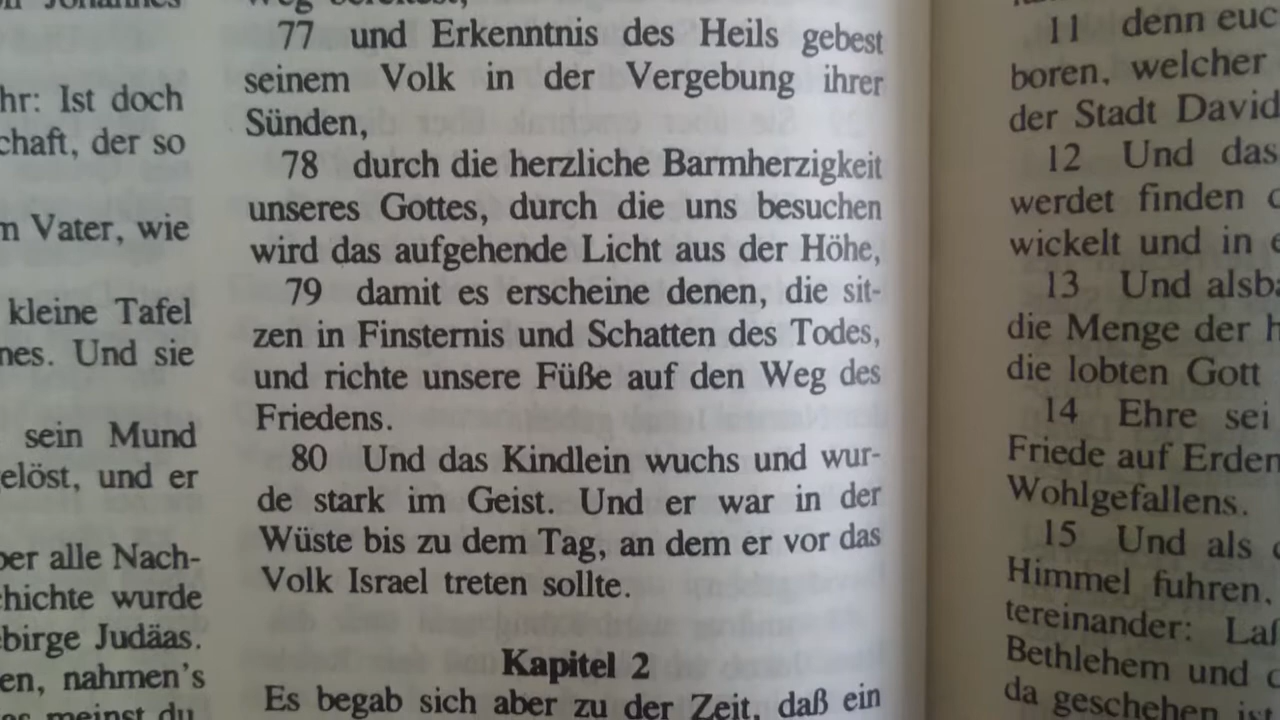 hr: Ist doch
chaft, der so
Vater, wie
kleine Tafel
nes. Und sie
sein Mund
elöst, und er
ber alle Nach-
chichte wurde
ebirge Judäas.
en, nahmen's
meinst du
77 und Erkenntnis des Heils gebest
seinem Volk in der Vergebung ihrer
Sünden,
78 durch die herzliche Barmherzigkeit
unseres Gottes, durch die uns besuchen
wird das aufgehende Licht aus der Höhe,
79 damit es erscheine denen, die sit-
zen in Finsternis und Schatten des Todes,
und richte unsere Füße auf den Weg des
Friedens.
80 Und das Kindlein wuchs und wur-
de stark im Geist. Und er war in der
Wüste bis zu dem Tag, an dem er vor das
Volk Israel treten sollte.
Kapitel 2
Es begab sich aber zu der Zeit, daß ein
11 denn euc
boren, welcher
der Stadt David
12 Und das
werdet finden
wickelt und in
13 Und alsba
die Menge der h
die lobten Gott
14 Ehre sei
Friede auf Erden
Wohlgefallens.
15 Und als
Himmel fuhren,
tereinander: Laß
Bethlehem und
da geschehen ist